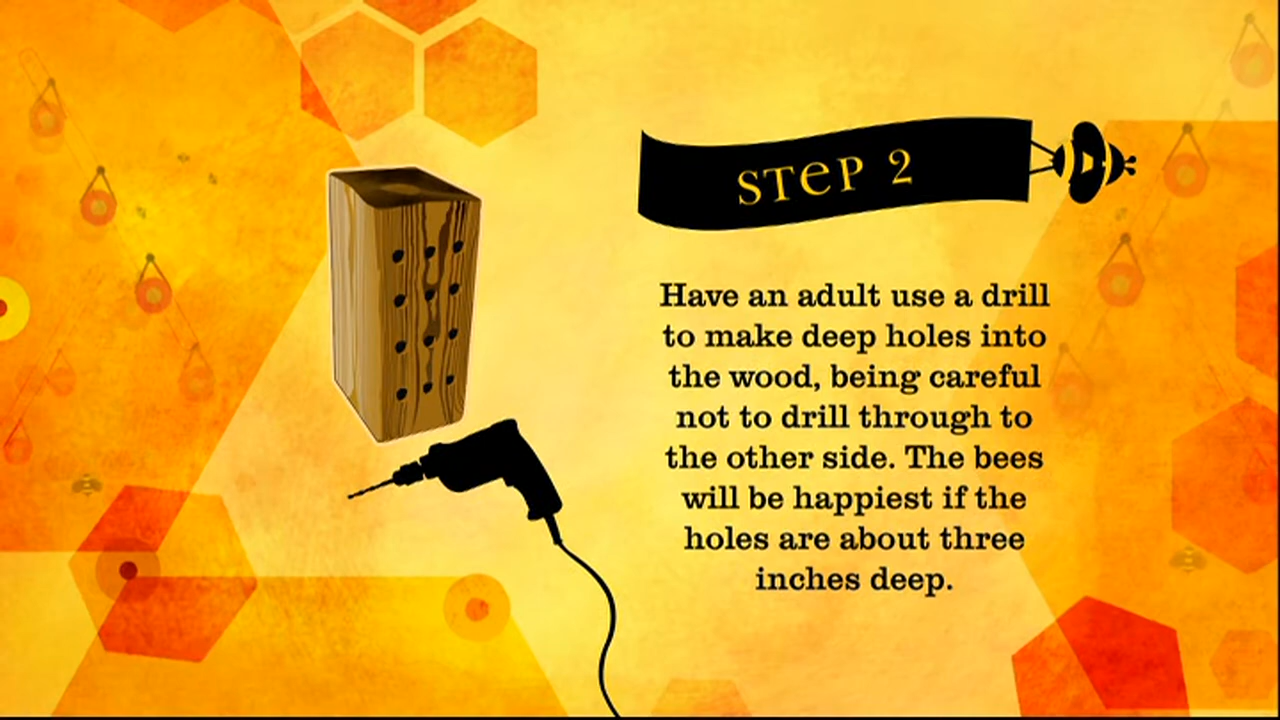 STEP 2
Have an adult use a drill
to make deep holes into
the wood, being careful
not to drill through to
the other side. The bees
will be happiest if the
holes are about three
inches deep.